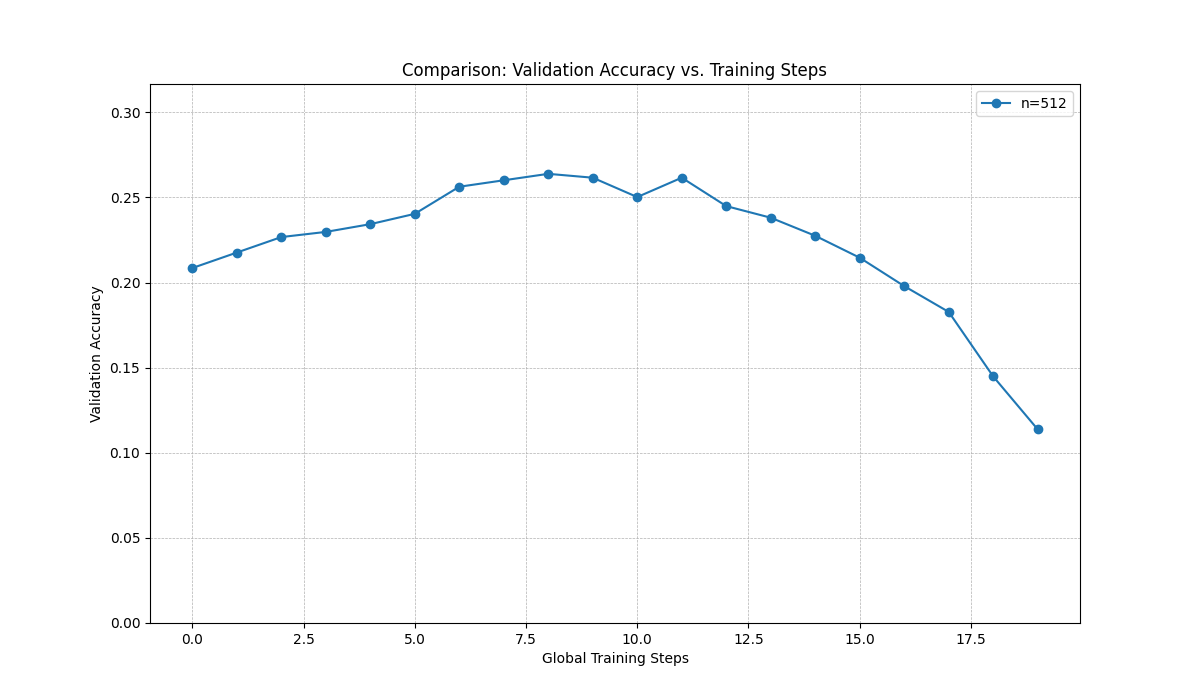 Comparison: Validation Accuracy vs. Training Steps
n=512
0.30
0.25
0.20
0.15
0.10
0.05
0.00
Validation Accuracy
0.0 2.5 5.0 7.5 10.0 12.5 15.0 17.5
Global Training Steps